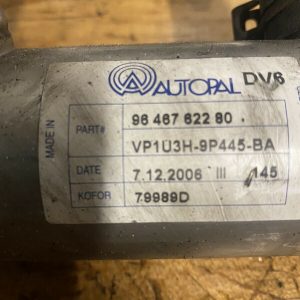 AUTOPAL DV6
MADE IN
PART# 96 467 622 80
VP1U3H-9P445-BA
DATE 7.12.2006 III 145
KOFOR 79989D